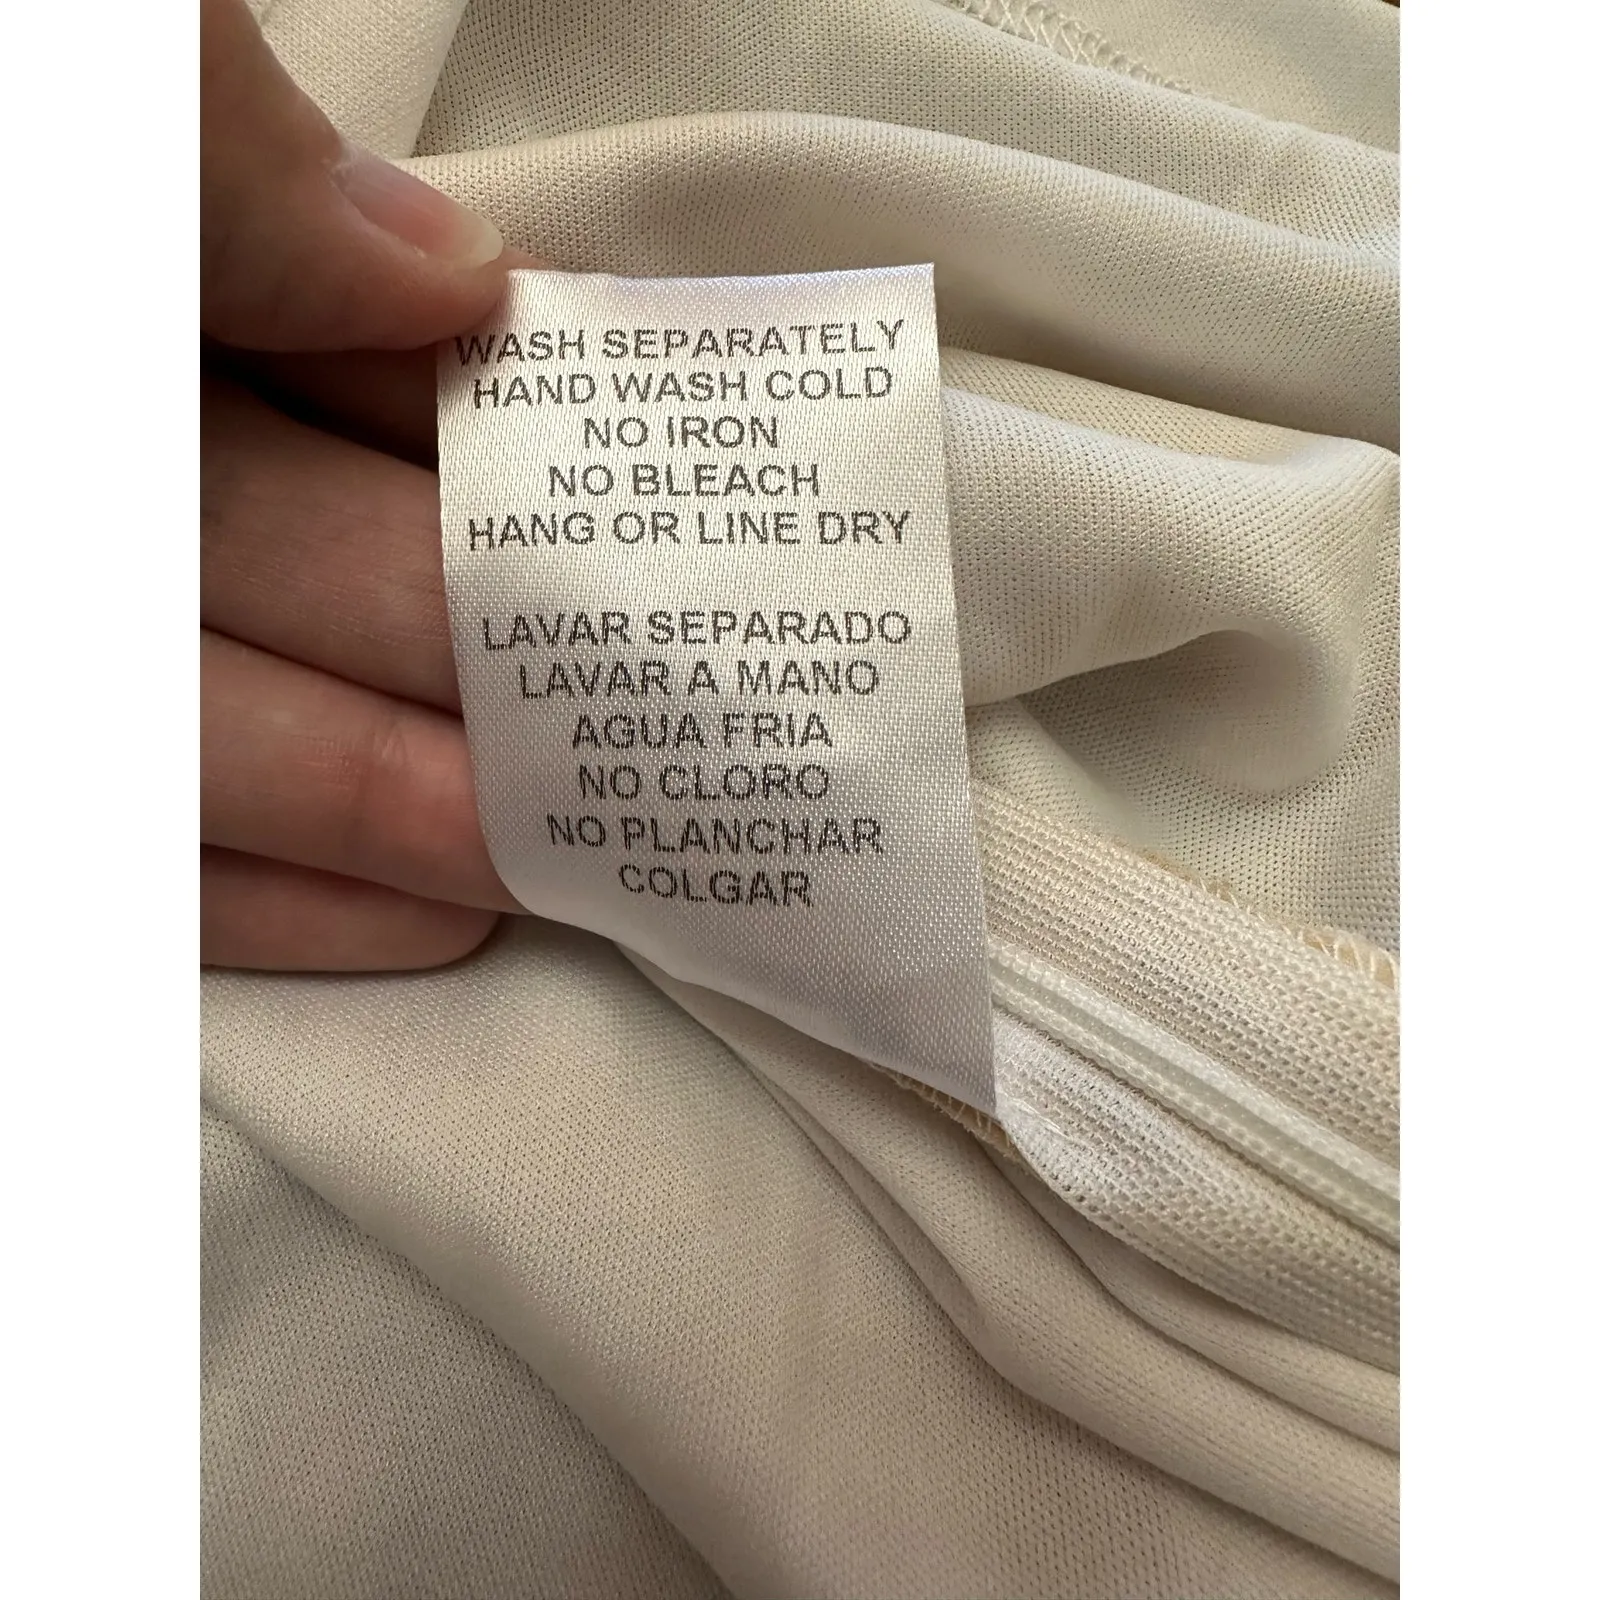 WASH SEPARATELY
HAND WASH COLD
NO IRON
NO BLEACH
HANG OR LINE DRY
LAVAR SEPARADO
LAVAR A MANO
AGUA FRIA
NO CLORO
NO PLANCHAR
COLGAR